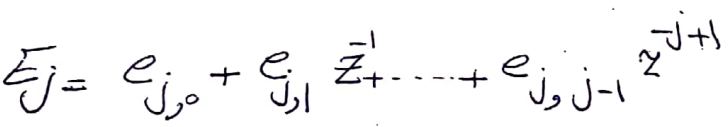 E_j = e_{j,0} + e_{j,1} z^{-1} + ---- + e_{j,j-1} z^{-j+1}